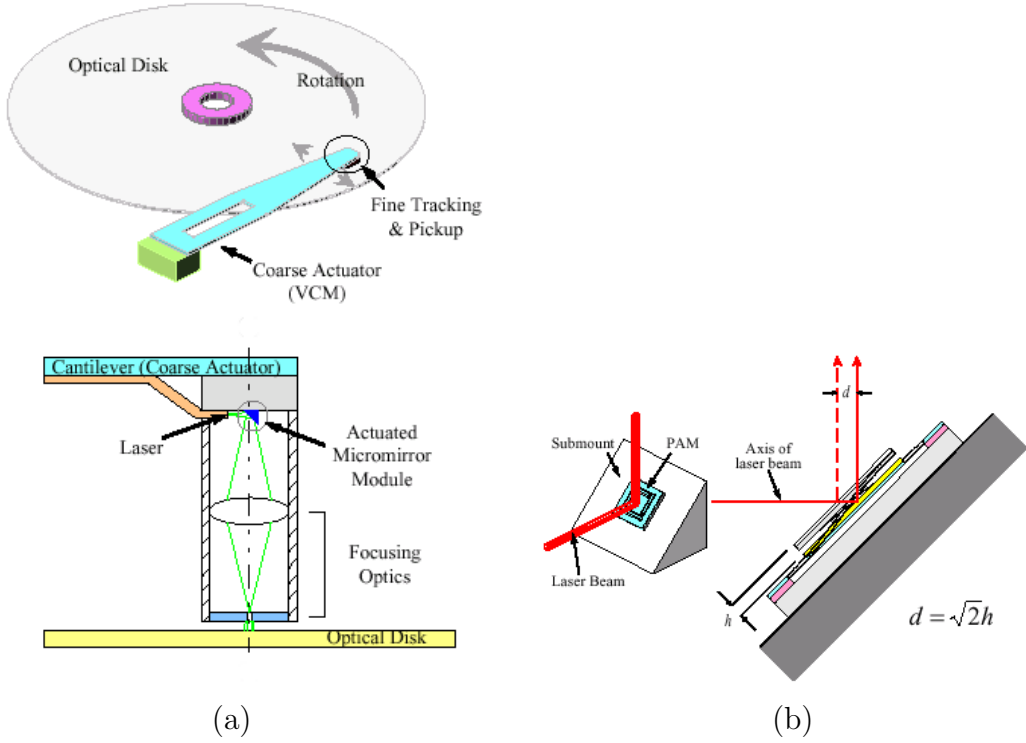 Optical Disk
Rotation
Fine Tracking
& Pickup
Coarse Actuator
(VCM)
Cantilever (Coarse Actuator)
Laser
Actuated
Micromirror
Module
Focusing
Optics
Optical Disk
(a)
d
Submount
PAM
Axis of
laser beam
Laser Beam
h
d = √2h
(b)